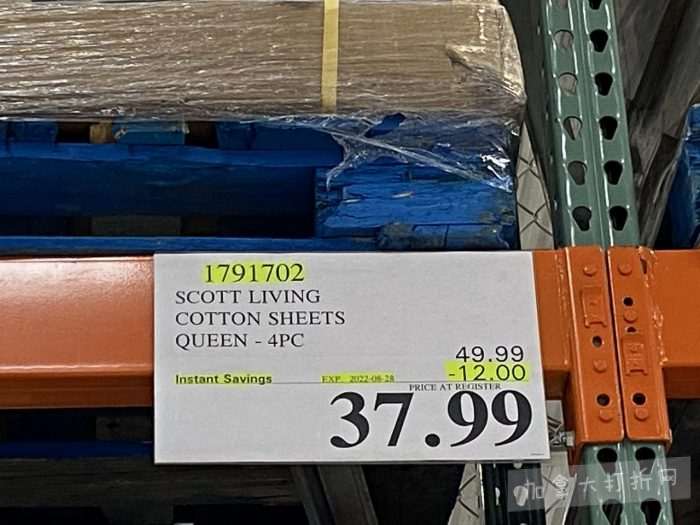 1791702
SCOTT LIVING
COTTON SHEETS
QUEEN - 4PC
49.99
Instant Savings EXP. 2022-08-28 -12.00
PRICE AT REGISTER
37.99
加拿大打折网